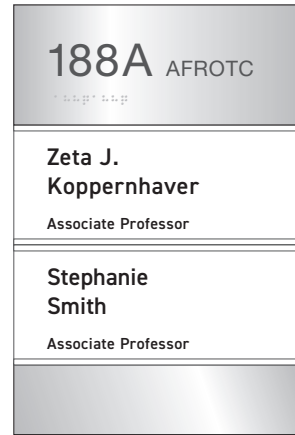 188A AFROTC
Zeta J.
Koppernhaver
Associate Professor
Stephanie
Smith
Associate Professor